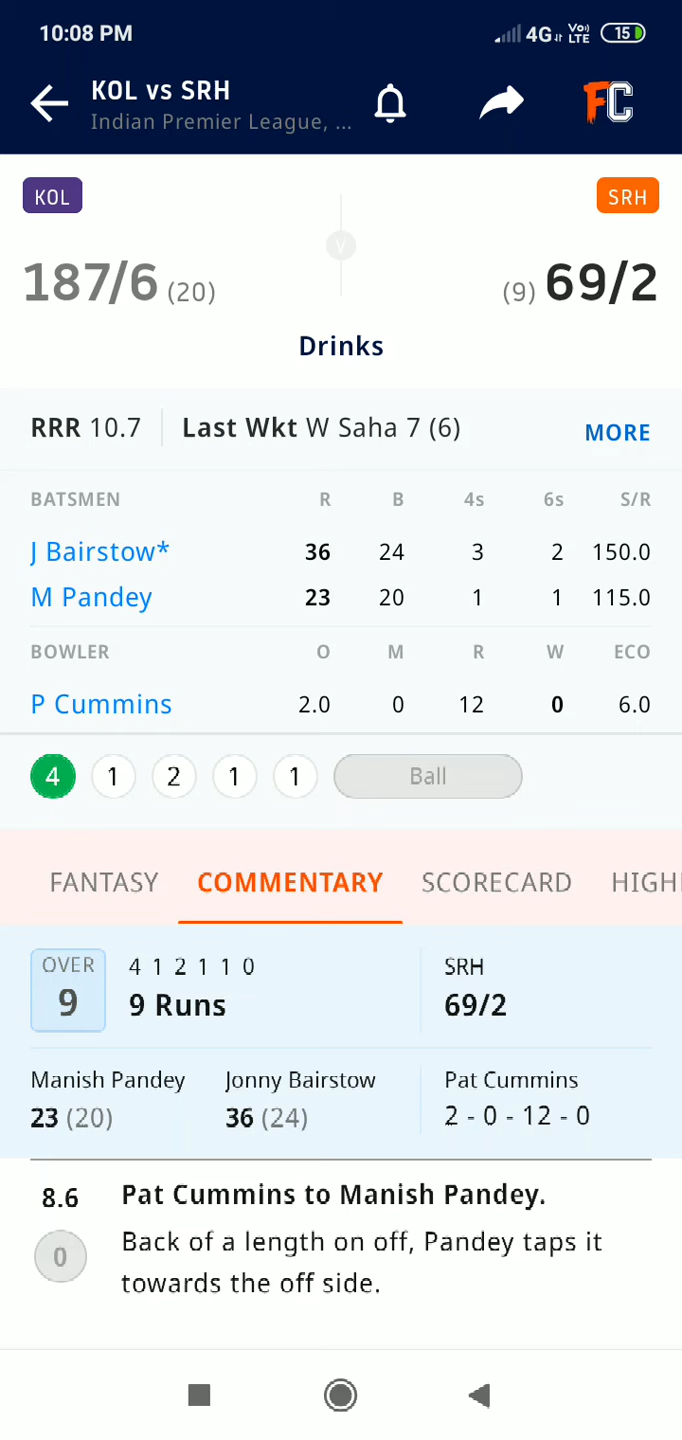 10:08 PM 4G Vo) LTE 15
KOL vs SRH
Indian Premier League, ...
FC
KOL SRH
V
187/6 (20) (9) 69/2
Drinks
RRR 10.7 Last Wkt W Saha 7 (6) MORE
BATSMEN R B 4s 6s S/R
J Bairstow* 36 24 3 2 150.0
M Pandey 23 20 1 1 115.0
BOWLER O M R W ECO
P Cummins 2.0 0 12 0 6.0
4 1 2 1 1 Ball
FANTASY COMMENTARY SCORECARD HIGH
OVER 4 1 2 1 1 0 SRH
9 9 Runs 69/2
Manish Pandey Jonny Bairstow Pat Cummins
23 (20) 36 (24) 2 - 0 - 12 - 0
8.6 Pat Cummins to Manish Pandey.
0 Back of a length on off, Pandey taps it
towards the off side.